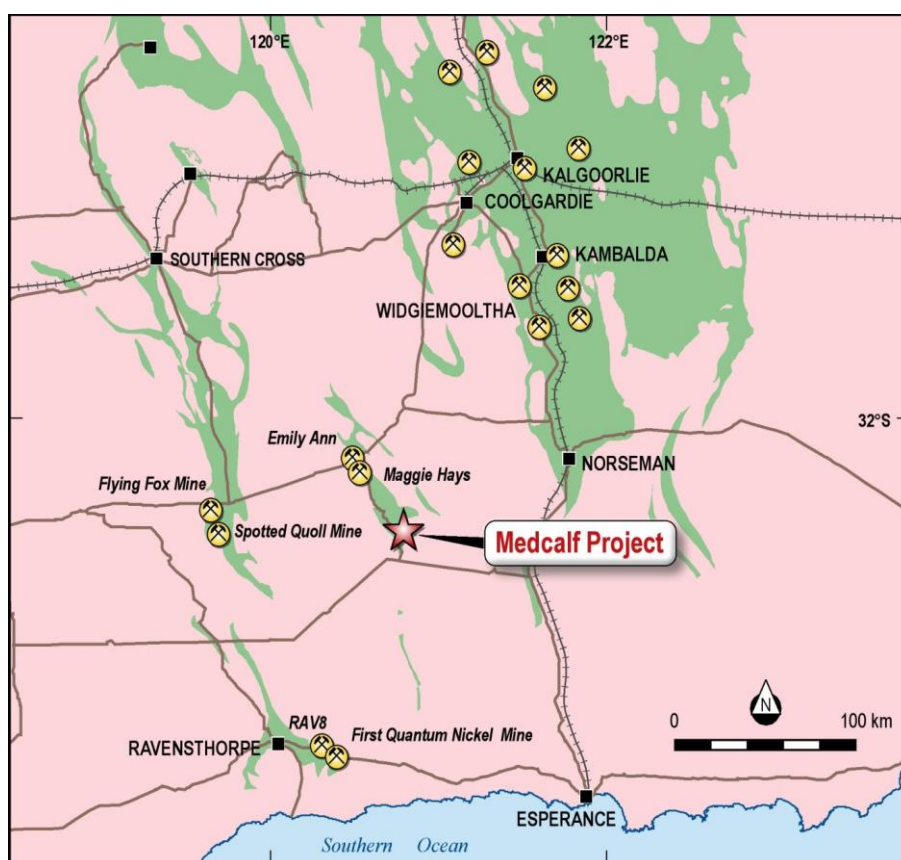 120°E
122°E
KALGOORLIE
COOLGARDIE
SOUTHERN CROSS
KAMBALDA
WIDGIEMOOLTHA
32°S
Emily Ann
NORSEMAN
Maggie Hays
Flying Fox Mine
Spotted Quoll Mine
Medcalf Project
N
0
100 km
RAV8
First Quantum Nickel Mine
RAVENSTHORPE
ESPERANCE
Southern Ocean